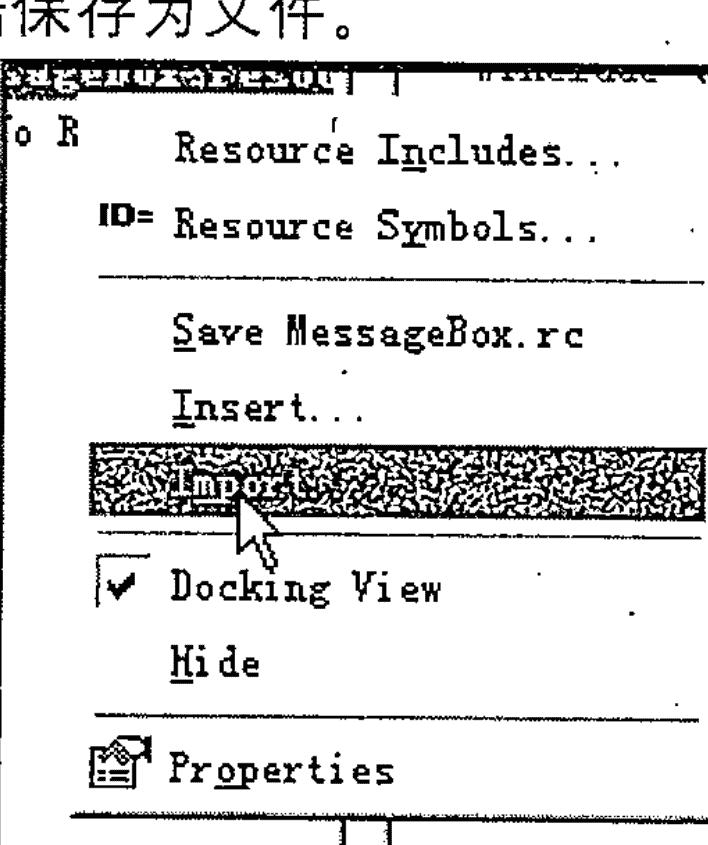 保存为文件。
o R
Resource Includes...
ID= Resource Symbols...
Save MessageBox.rc
Insert...
Import
Docking View
Hide
Properties